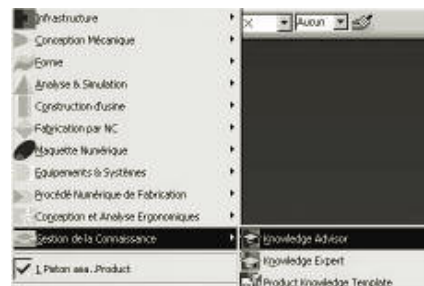 Infrastructure
Aucun
Conception Mécanique
Forme
Analyse & Simulation
Construction d'usine
Fabrication par NC
Maquette Numérique
Equipements & Systèmes
Procédé Numérique de Fabrication
Conception et Analyse Ergonomiques
Gestion de la Connaissance
Knowledge Advisor
Knowledge Expert
1 Piston ass..Product
Product Knowledge Template